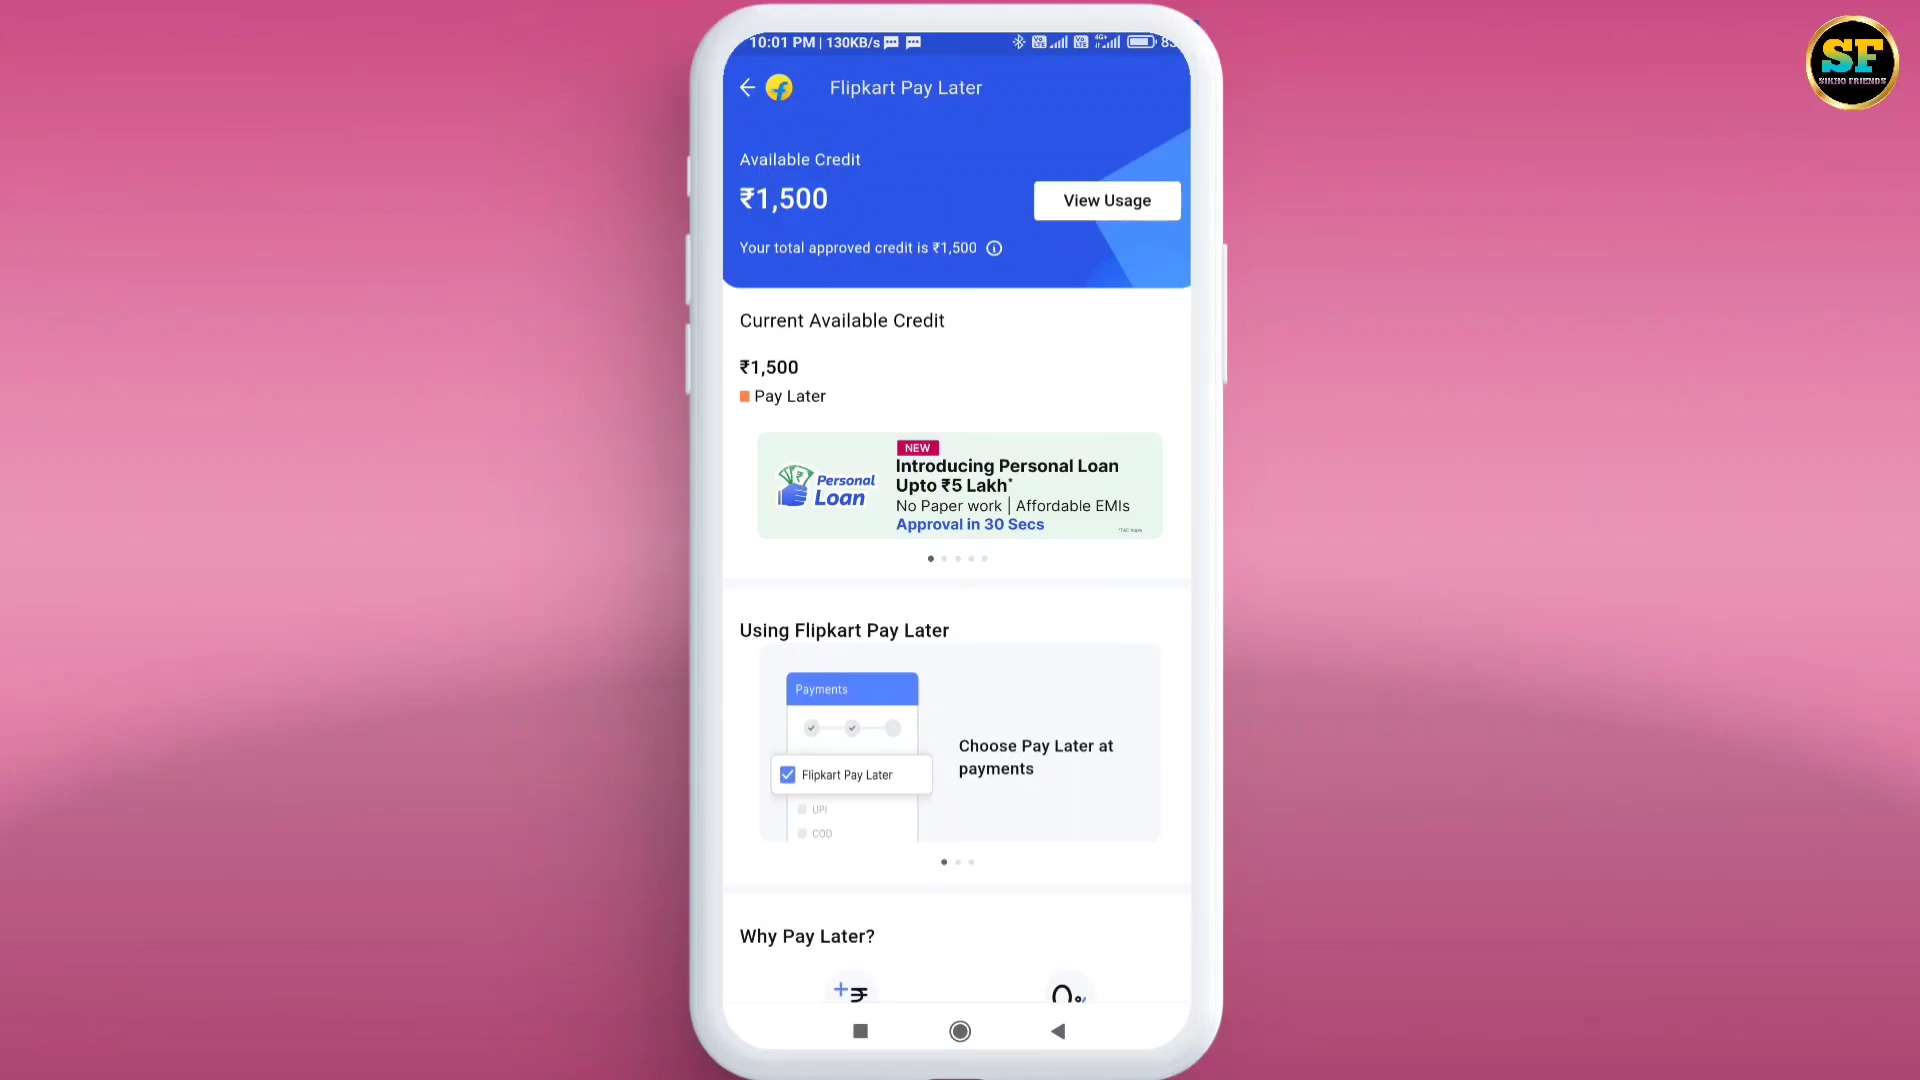 10:01 PM | 130KB/s
Flipkart Pay Later
SF
SIKHO FRIENDS
Available Credit
₹1,500
View Usage
Your total approved credit is ₹1,500
Current Available Credit
₹1,500
Pay Later
NEW
Introducing Personal Loan
Upto ₹5 Lakh*
No Paper work | Affordable EMIs
Approval in 30 Secs
*T&C Apply
Personal
Loan
Using Flipkart Pay Later
Payments
Flipkart Pay Later
UPI
COD
Choose Pay Later at
payments
Why Pay Later?